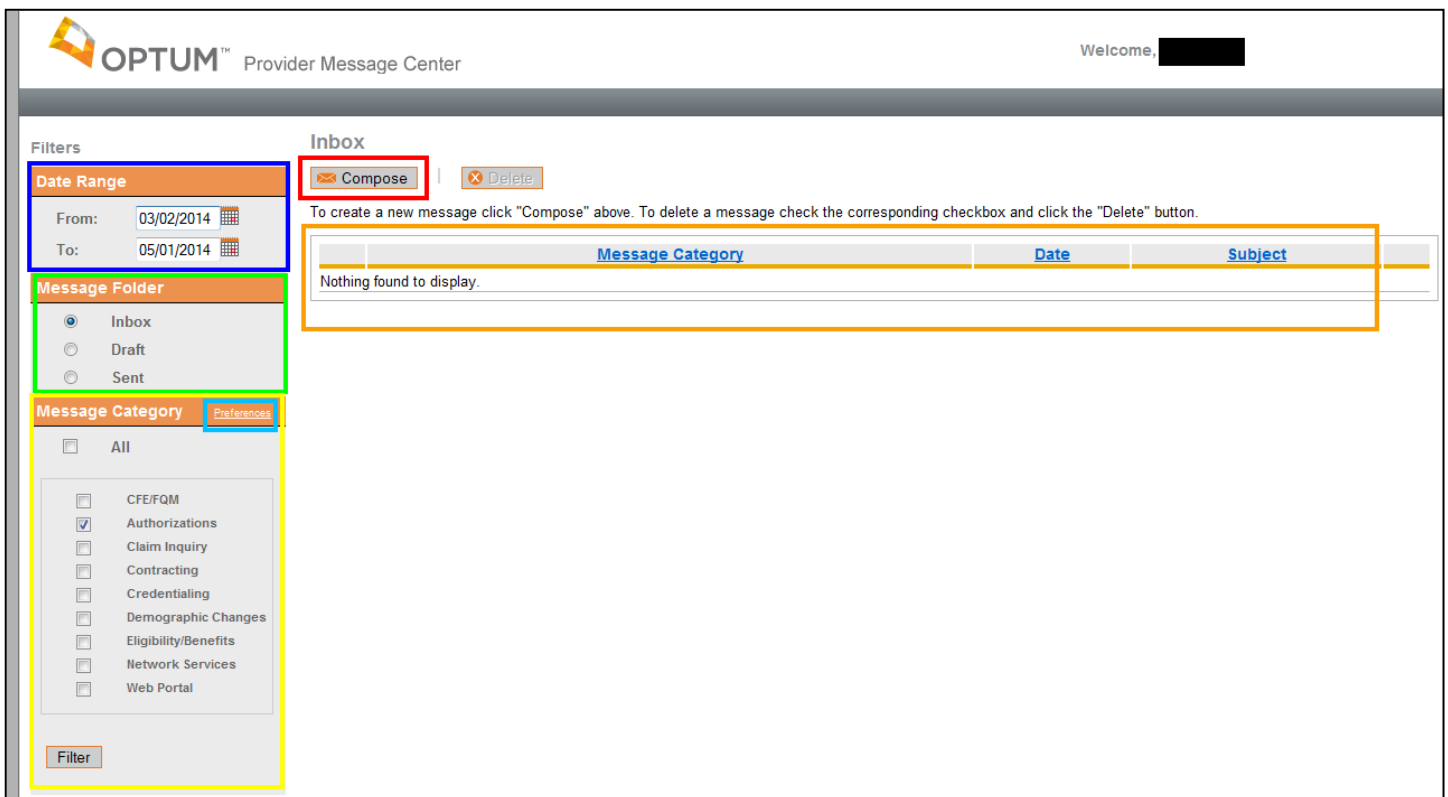 OPTUM™ Provider Message Center
Welcome,
Filters
Date Range
From: 03/02/2014
To: 05/01/2014
Message Folder
Inbox
Draft
Sent
Message Category Preferences
All
CFE/FQM
Authorizations
Claim Inquiry
Contracting
Credentialing
Demographic Changes
Eligibility/Benefits
Network Services
Web Portal
Filter
Inbox
Compose | Delete
To create a new message click "Compose" above. To delete a message check the corresponding checkbox and click the "Delete" button.
Message Category Date Subject
Nothing found to display.